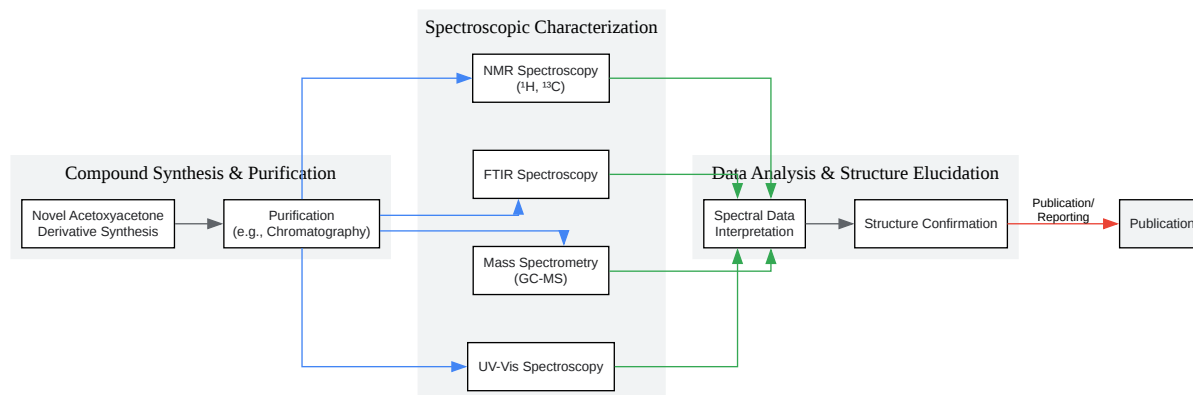 Spectroscopic Characterization
NMR Spectroscopy
(¹H, ¹³C)
FTIR Spectroscopy
Mass Spectrometry
(GC-MS)
UV-Vis Spectroscopy
Compound Synthesis & Purification
Novel Acetoxyacetone
Derivative Synthesis
Purification
(e.g., Chromatography)
Data Analysis & Structure Elucidation
Spectral Data
Interpretation
Structure Confirmation
Publication/
Reporting
Publication